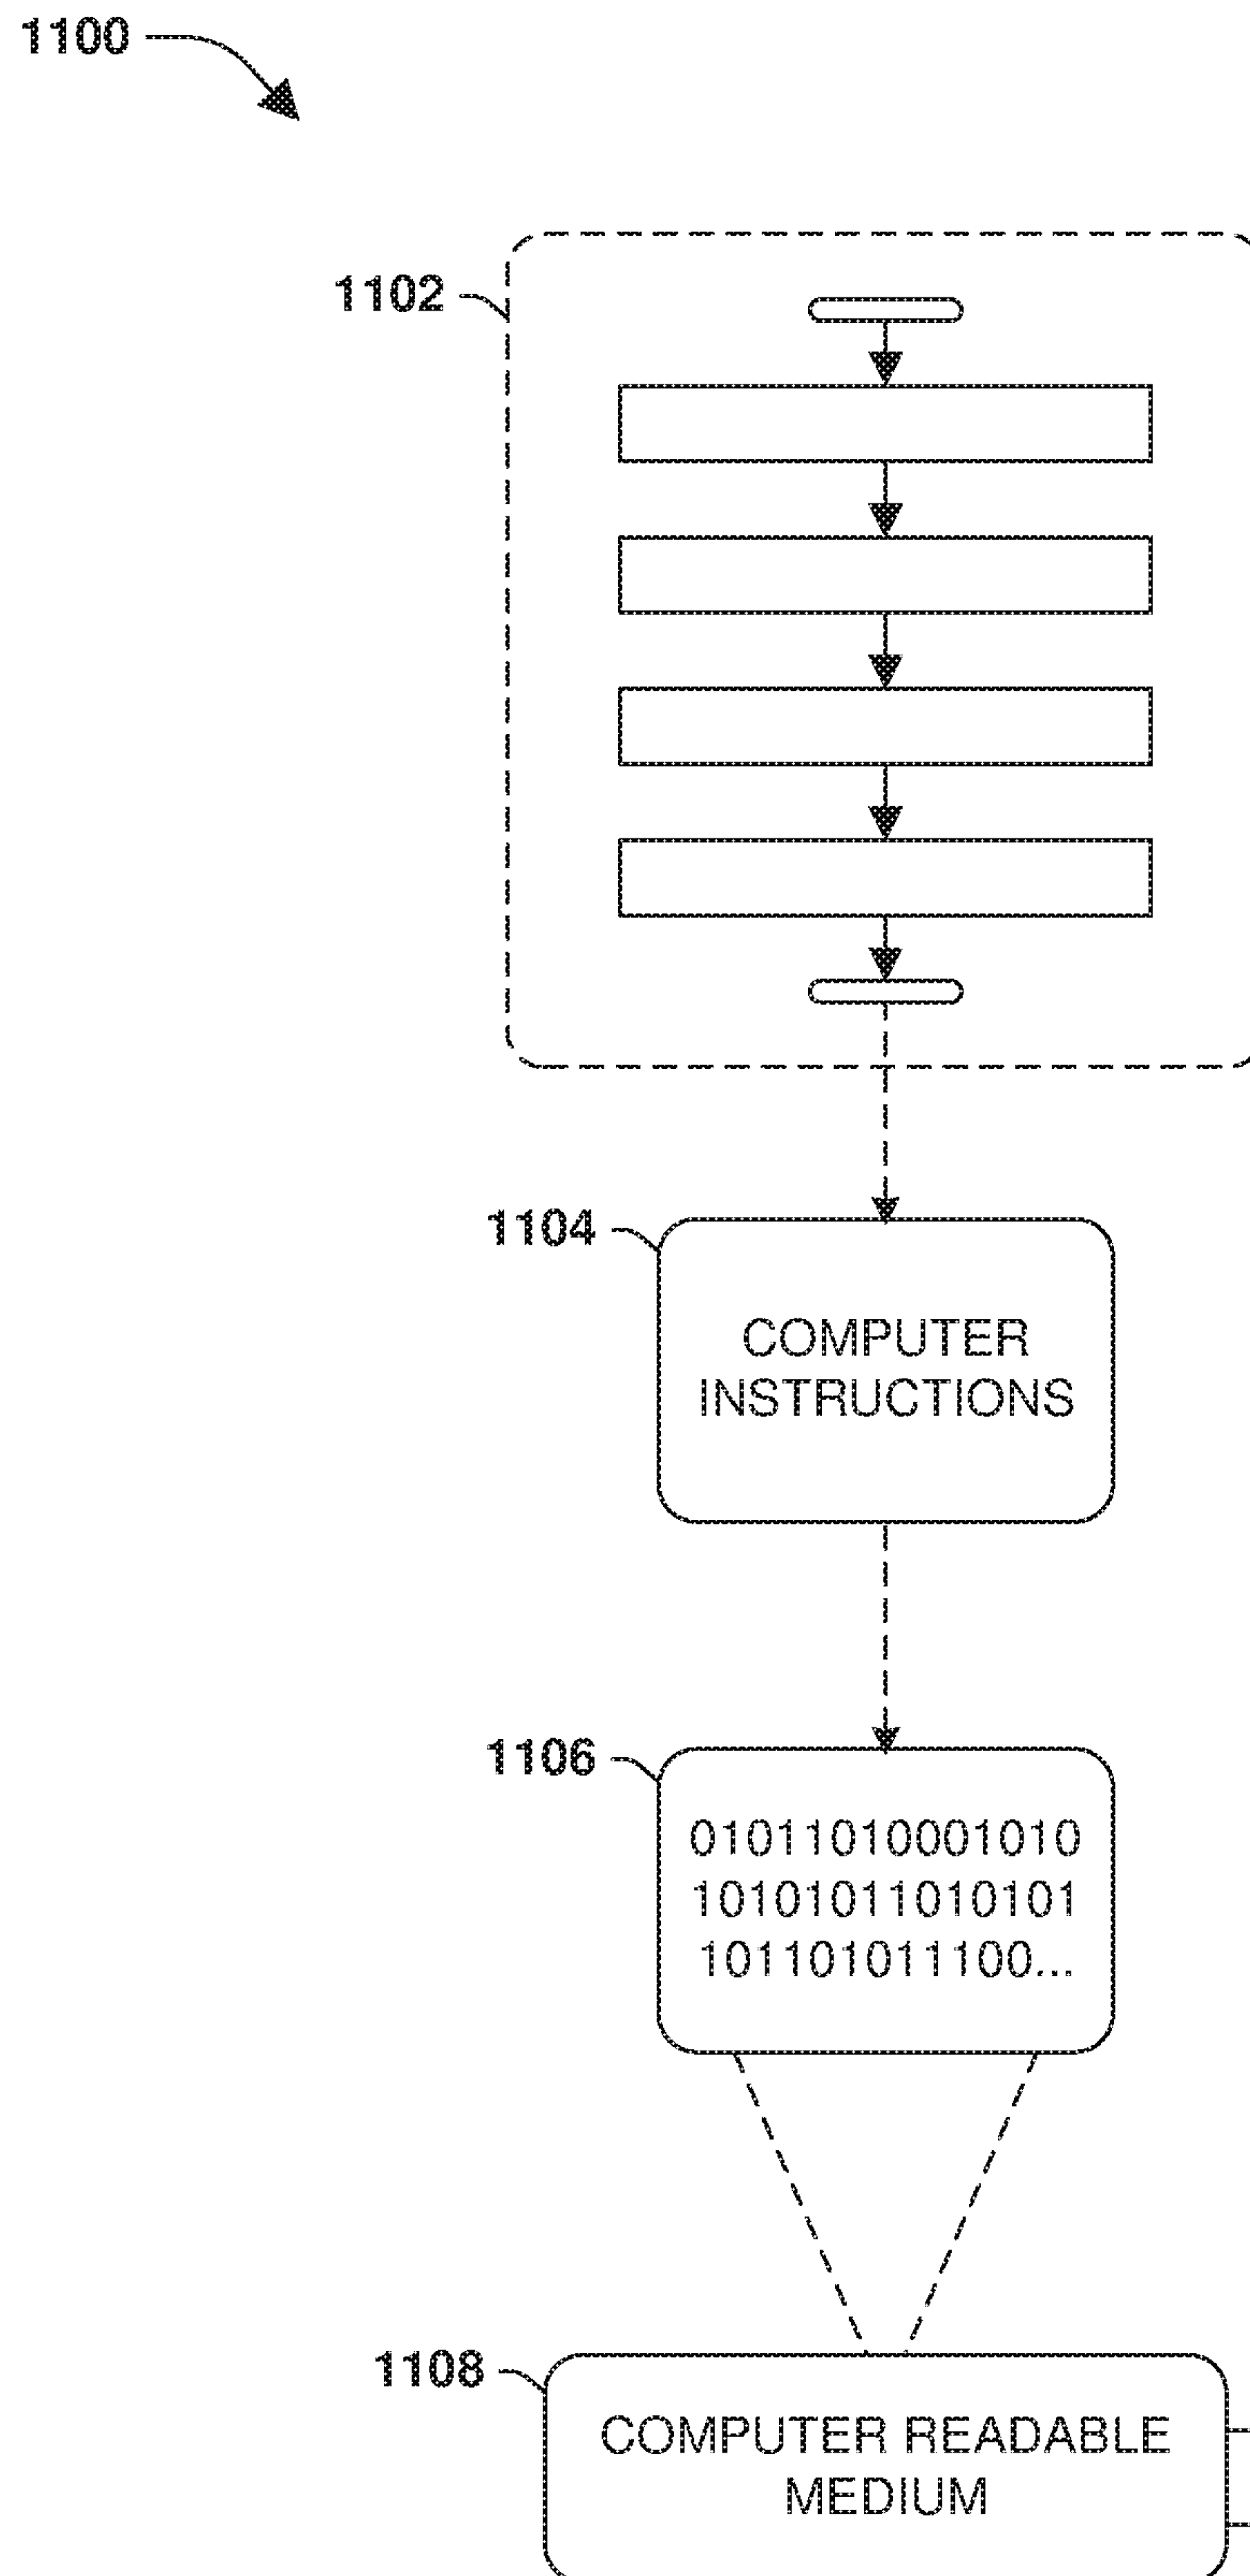 1100
1102
1104
COMPUTER
INSTRUCTIONS
1106
01011010001010
10101011010101
101101011100...
1108
COMPUTER READABLE
MEDIUM